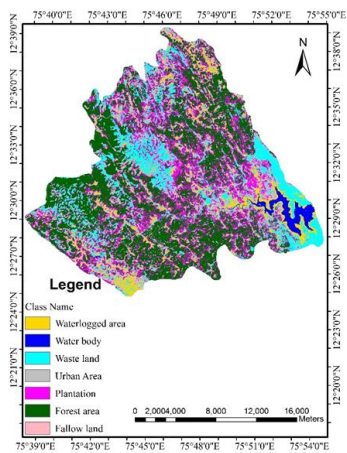 75°40'0"E 75°43'0"E 75°46'0"E 75°49'0"E 75°52'0"E 75°55'0"E
12°39'0"N
12°36'0"N
12°33'0"N
12°30'0"N
12°27'0"N
12°24'0"N
12°21'0"N
12°38'0"N
12°35'0"N
12°32'0"N
12°29'0"N
12°26'0"N
12°23'0"N
12°20'0"N
N
Legend
Class Name
Waterlogged area
Water body
Waste land
Urban Area
Plantation
Forest area
Fallow land
0 2,0004,000 8,000 12,000 16,000
Meters
75°39'0"E 75°42'0"E 75°45'0"E 75°48'0"E 75°51'0"E 75°54'0"E